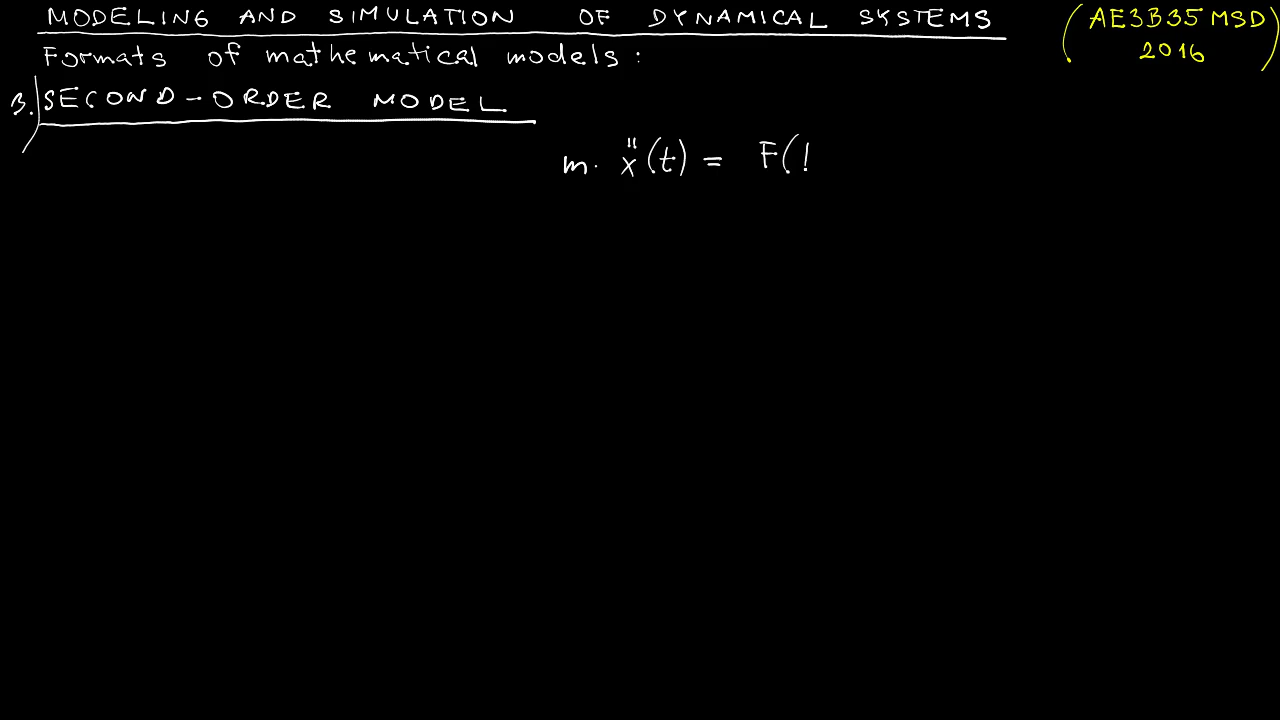 MODELING AND SIMULATION OF DYNAMICAL SYSTEMS
(AE3B35MSD)
2016
Formats of mathematical models:
3. SECOND-ORDER MODEL
m. ẍ(t) = F(